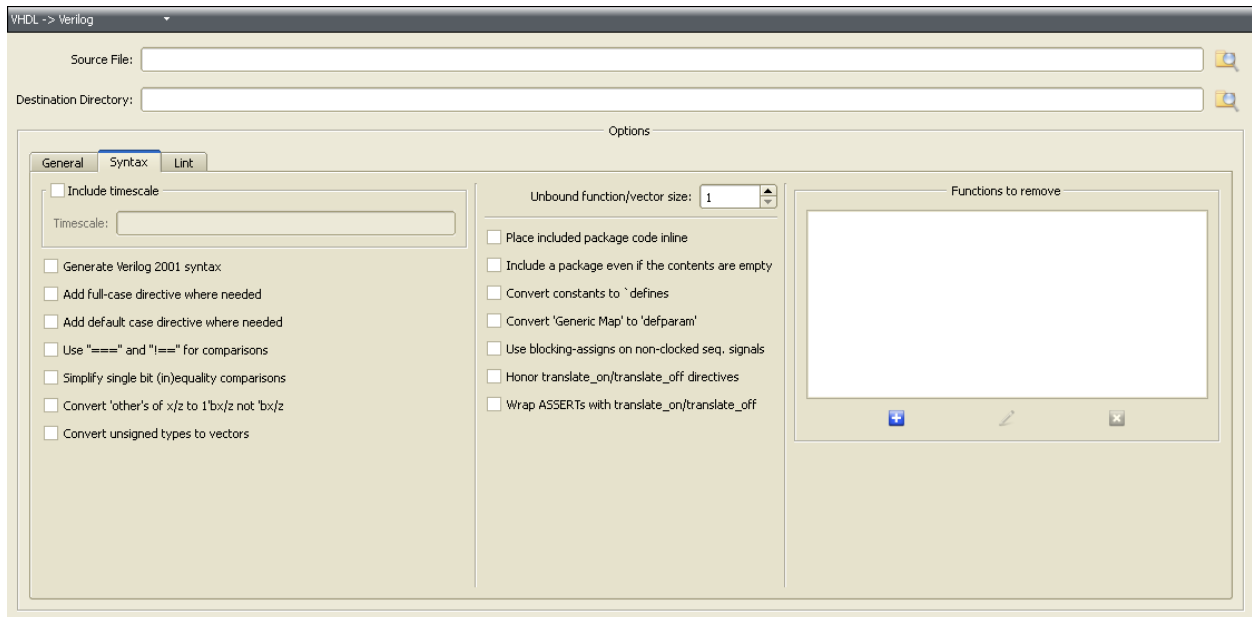 VHDL -> Verilog
Source File:
Destination Directory:
Options
General
Syntax
Lint
Include timescale
Timescale:
Generate Verilog 2001 syntax
Add full-case directive where needed
Add default case directive where needed
Use "===" and "!==" for comparisons
Simplify single bit (in)equality comparisons
Convert 'other's of x/z to 1'bx/z not 'bx/z
Convert unsigned types to vectors
Unbound function/vector size: 1
Place included package code inline
Include a package even if the contents are empty
Convert constants to `defines
Convert 'Generic Map' to 'defparam'
Use blocking-assigns on non-clocked seq. signals
Honor translate_on/translate_off directives
Wrap ASSERTs with translate_on/translate_off
Functions to remove